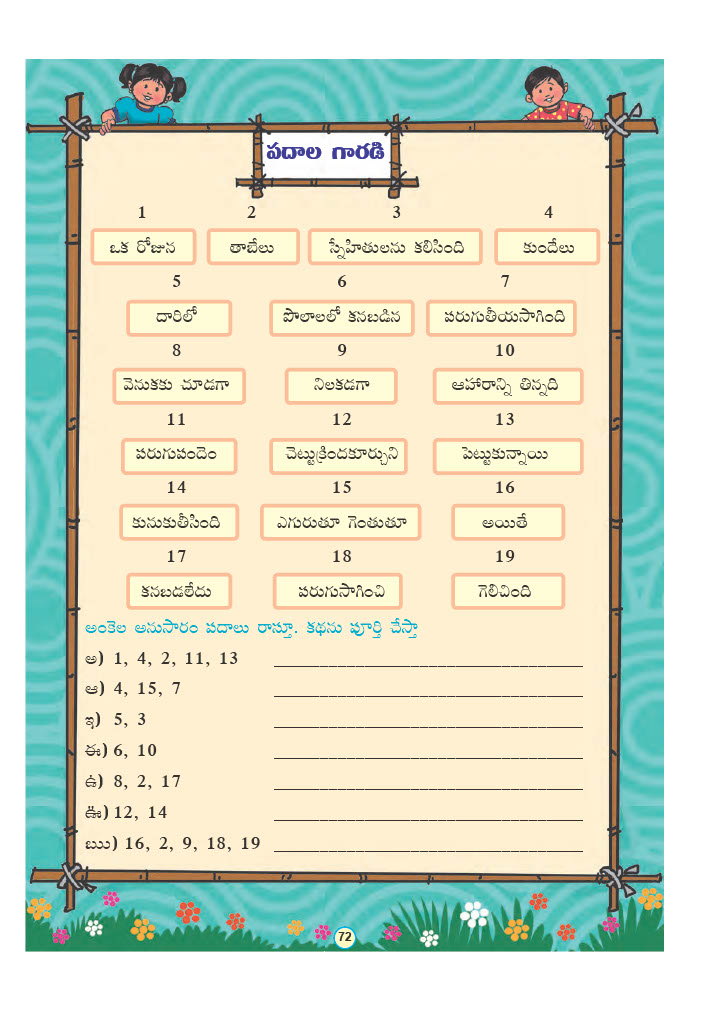 పదాల గారడి
1 2 3 4
ఒక రోజున తాబేలు స్నేహితులను కలిసింది కుందేలు
5 6 7
దారిలో పొలాలలో కనబడిన పరుగుతీయసాగింది
8 9 10
వెనుకకు చూడగా నిలకడగా ఆహారాన్ని తిన్నది
11 12 13
పరుగుపందెం చెట్టుక్రిందకూర్చుని పెట్టుకున్నాయి
14 15 16
కునుకుతీసింది ఎగురుతూ గెంతుతూ అయితే
17 18 19
కనబడలేదు పరుగుసాగించి గెలిచింది
అంకెల అనుసారం పదాలు రాస్తూ. కథను పూర్తి చేస్తా
అ) 1, 4, 2, 11, 13
ఆ) 4, 15, 7
ఇ) 5, 3
ఈ) 6, 10
ఉ) 8, 2, 17
ఊ) 12, 14
ఋ) 16, 2, 9, 18, 19
72